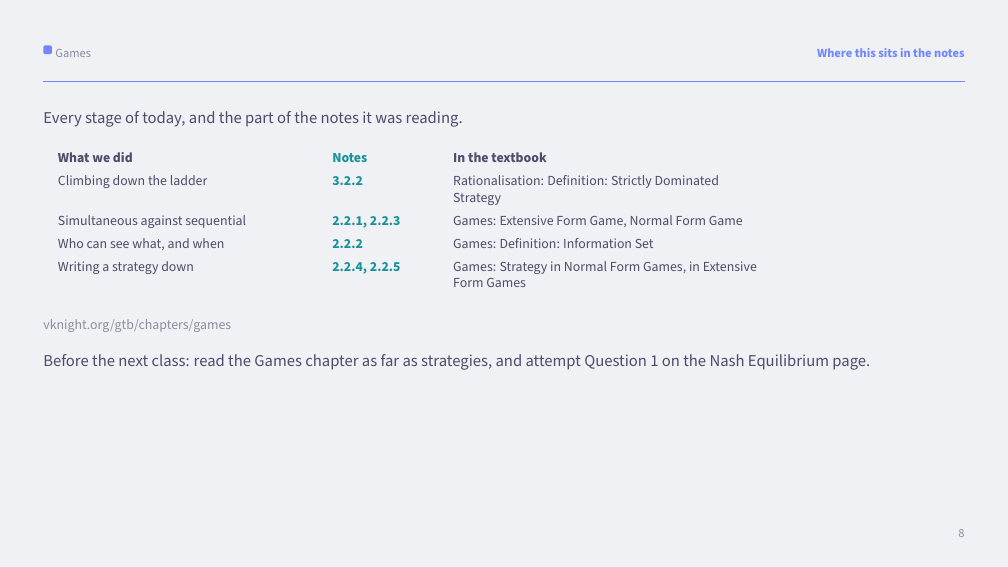 Games
Where this sits in the notes
Every stage of today, and the part of the notes it was reading.
What we did Notes In the textbook
Climbing down the ladder 3.2.2 Rationalisation: Definition: Strictly Dominated
Strategy
Simultaneous against sequential 2.2.1, 2.2.3 Games: Extensive Form Game, Normal Form Game
Who can see what, and when 2.2.2 Games: Definition: Information Set
Writing a strategy down 2.2.4, 2.2.5 Games: Strategy in Normal Form Games, in Extensive
Form Games
vknight.org/gtb/chapters/games
Before the next class: read the Games chapter as far as strategies, and attempt Question 1 on the Nash Equilibrium page.
8